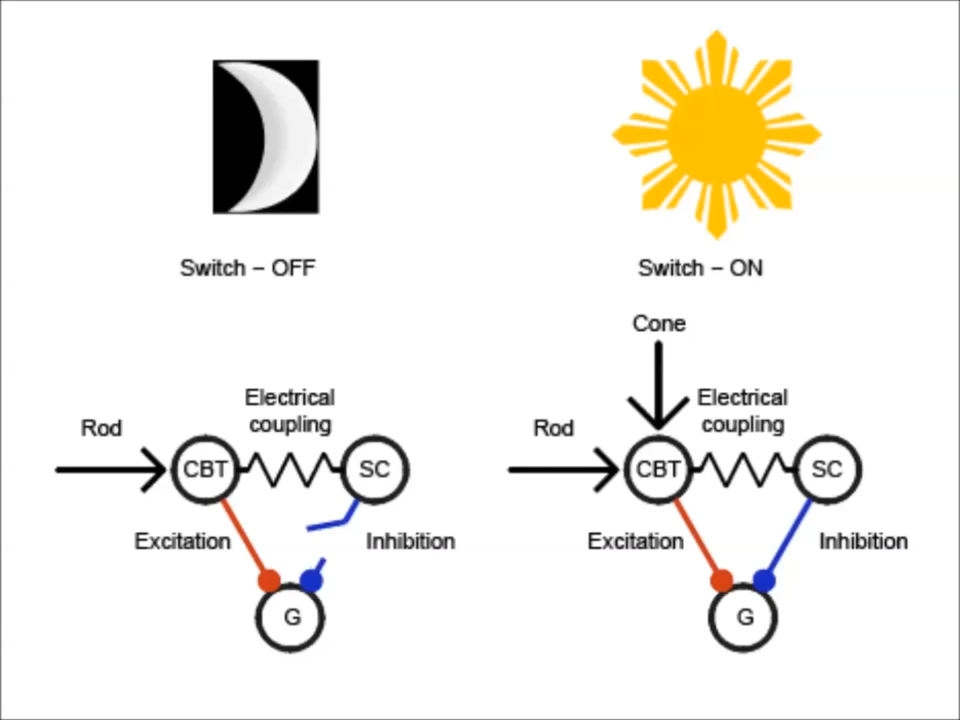 Switch – OFF
Switch – ON
Cone
Electrical
coupling
Rod
CBT
SC
Excitation
Inhibition
G
Electrical
coupling
Rod
CBT
SC
Excitation
Inhibition
G